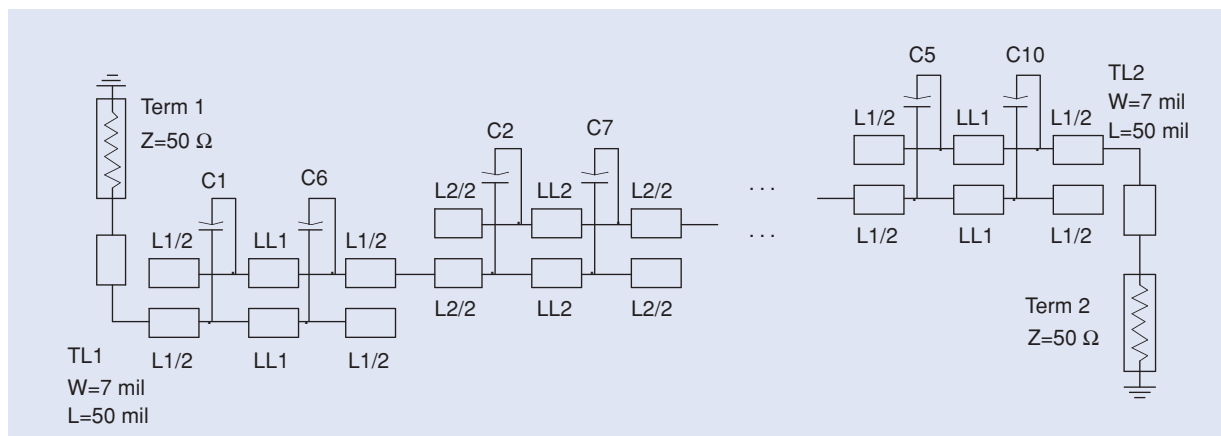 Term 1
Z=50 Ω
C1
C6
L1/2
LL1
L1/2
L1/2
LL1
L1/2
TL1
W=7 mil
L=50 mil
C2
C7
L2/2
LL2
L2/2
L2/2
LL2
L2/2
. . .
. . .
C5
C10
L1/2
LL1
L1/2
L1/2
LL1
L1/2
TL2
W=7 mil
L=50 mil
Term 2
Z=50 Ω